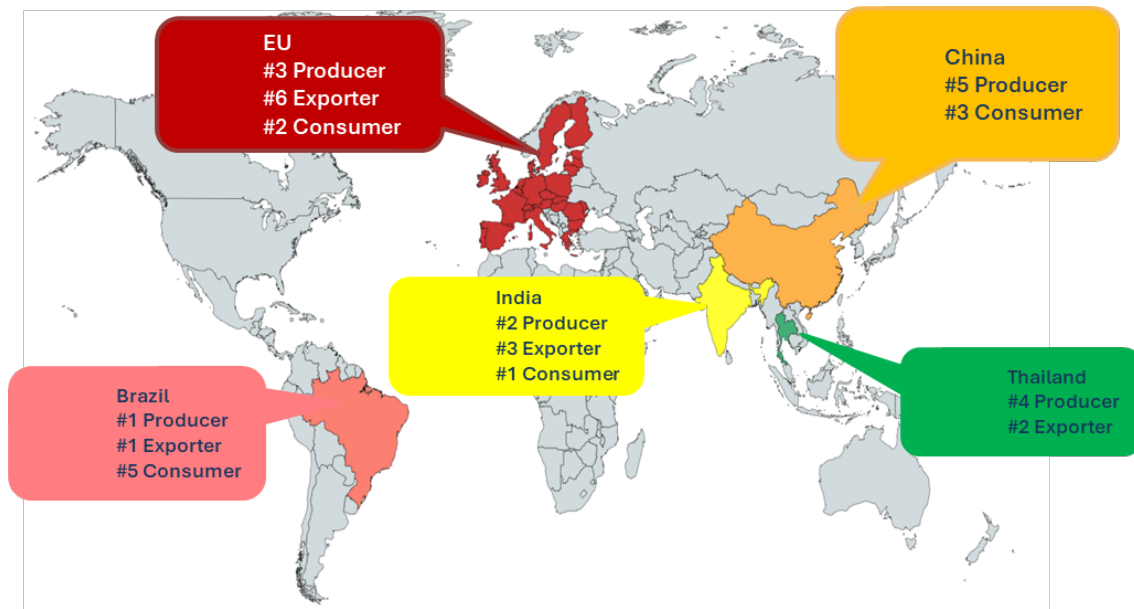 EU
#3 Producer
#6 Exporter
#2 Consumer
China
#5 Producer
#3 Consumer
India
#2 Producer
#3 Exporter
#1 Consumer
Brazil
#1 Producer
#1 Exporter
#5 Consumer
Thailand
#4 Producer
#2 Exporter